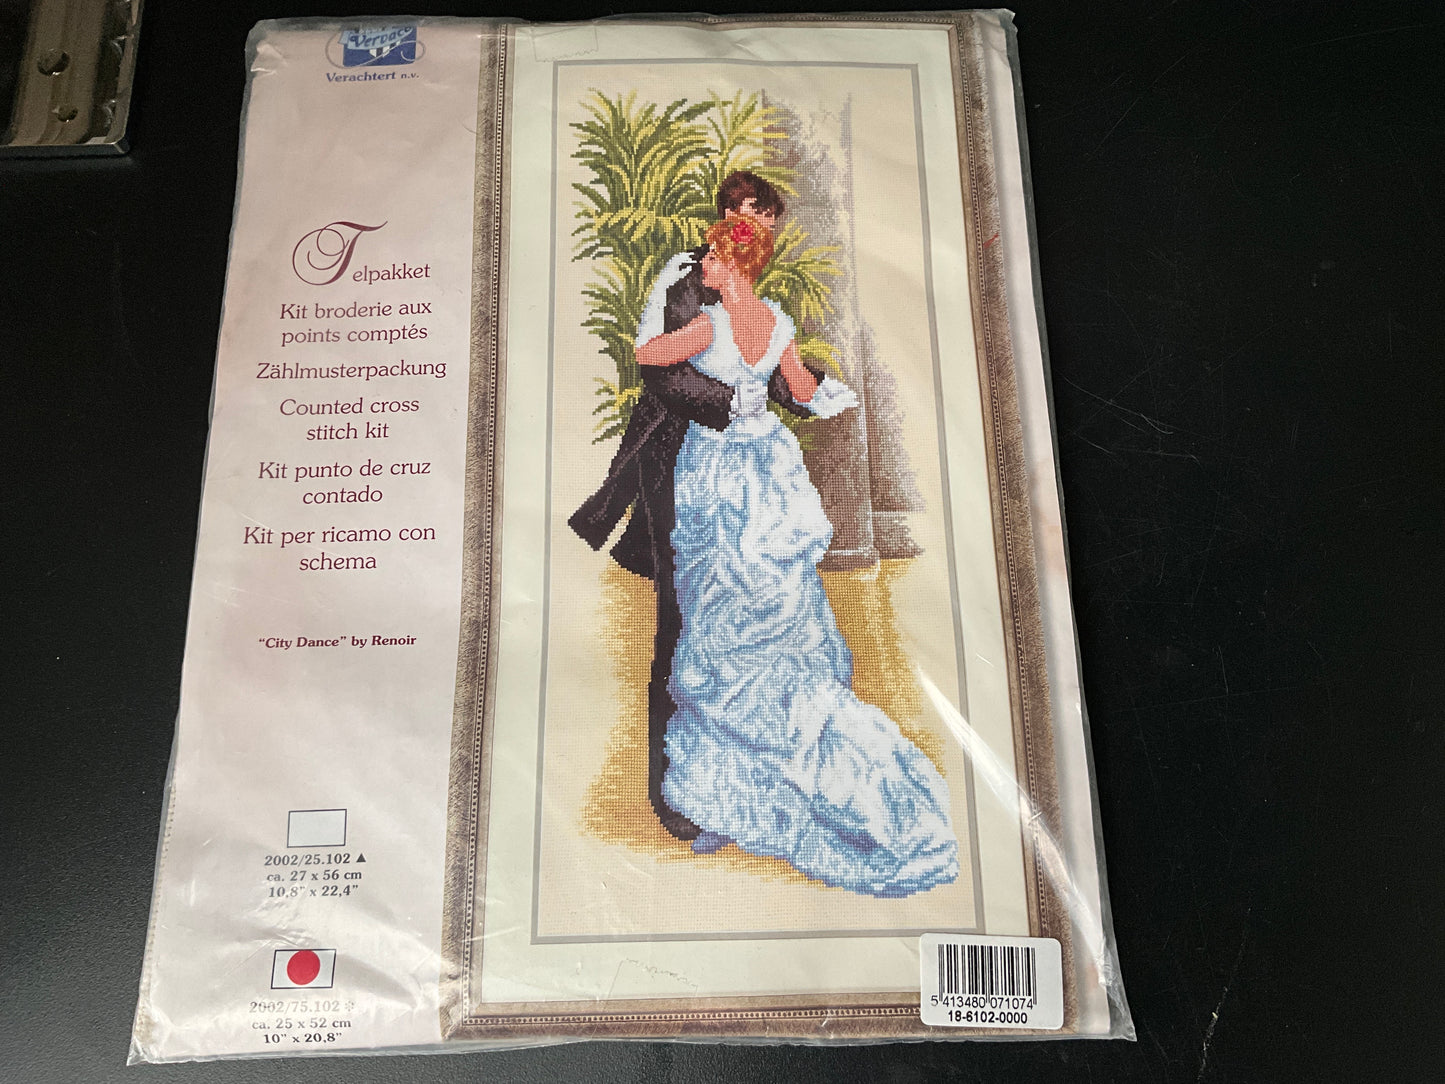 Vervaco
Verachtert n.v.
Telpakket
Kit broderie aux
points comptés
Zählmusterpackung
Counted cross
stitch kit
Kit punto de cruz
contado
Kit per ricamo con
schema
"City Dance" by Renoir
2002/25.102 ▲
ca. 27 x 56 cm
10,8" x 22,4"
2002/75.102 *
ca. 25 x 52 cm
10" x 20,8"
5 413480 071074
18-6102-0000